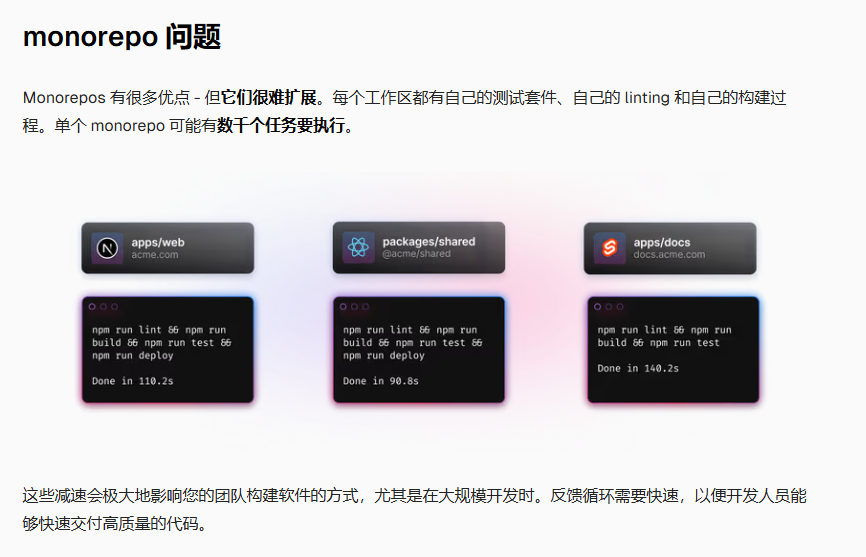 monorepo 问题
Monorepos 有很多优点 - 但它们很难扩展。每个工作区都有自己的测试套件、自己的 linting 和自己的构建过
程。单个 monorepo 可能有数千个任务要执行。
apps/web
acme.com
packages/shared
@acme/shared
apps/docs
docs.acme.com
npm run lint && npm run
build && npm run test &&
npm run deploy
Done in 110.2s
npm run lint && npm run
build && npm run test &&
npm run deploy
Done in 90.8s
npm run lint && npm run
build && npm run test
Done in 140.2s
这些减速会极大地影响您的团队构建软件的方式，尤其是在大规模开发时。反馈循环需要快速，以便开发人员能
够快速交付高质量的代码。